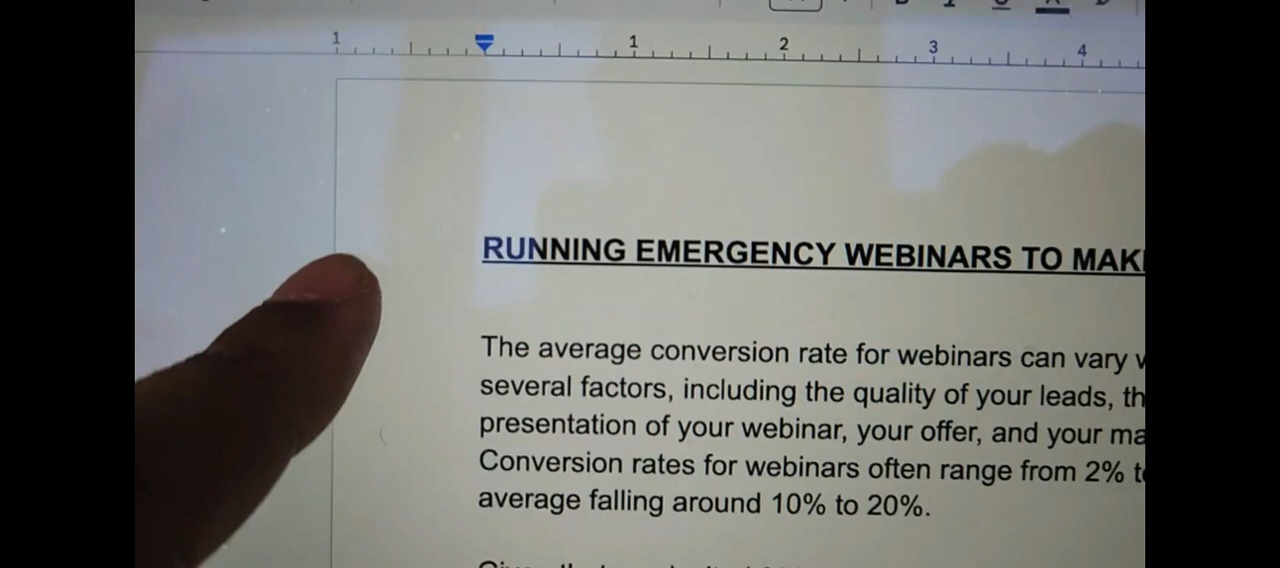 1 1 2 3 4
RUNNING EMERGENCY WEBINARS TO
The average conversion rate for webinars can vary
several factors, including the quality of your leads,
presentation of your webinar, your offer, and your
Conversion rates for webinars often range from 2%
average falling around 10% to 20%.